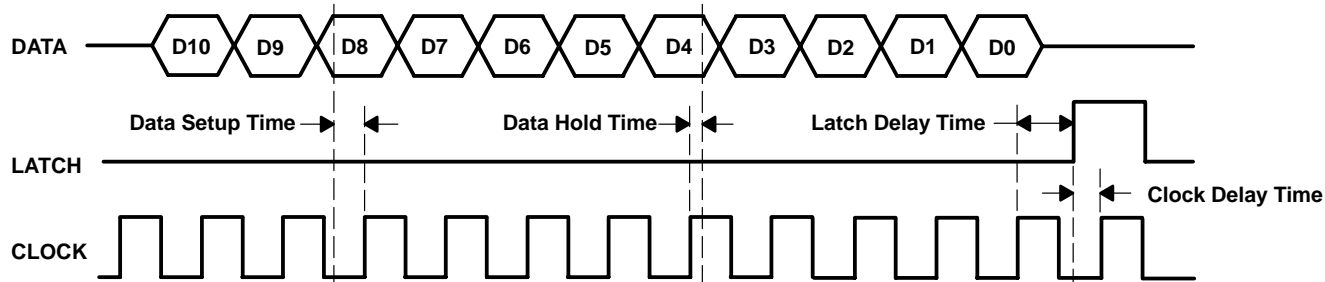 DATA D10 D9 D8 D7 D6 D5 D4 D3 D2 D1 D0
Data Setup Time Data Hold Time Latch Delay Time
LATCH
Clock Delay Time
CLOCK